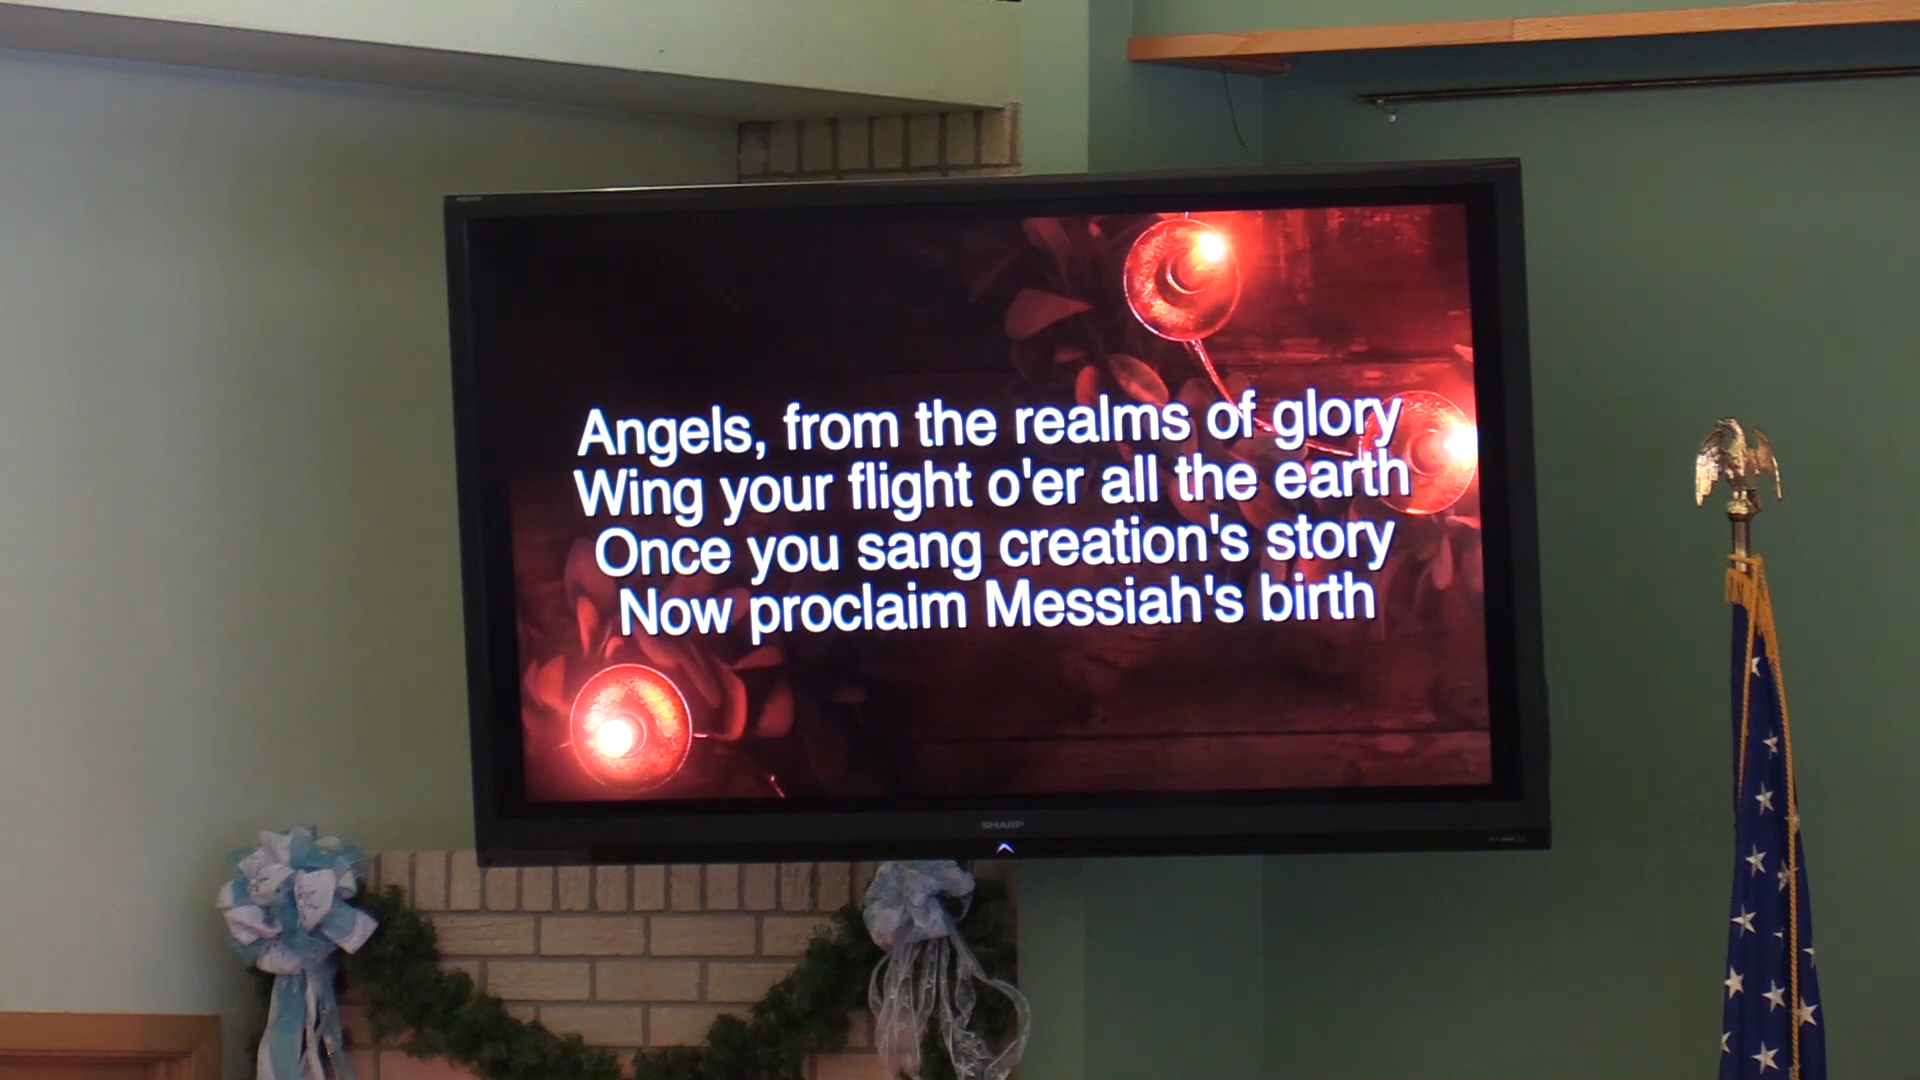 Angels, from the realms of glory
Wing your flight o'er all the earth
Once you sang creation's story
Now proclaim Messiah's birth
SHARP